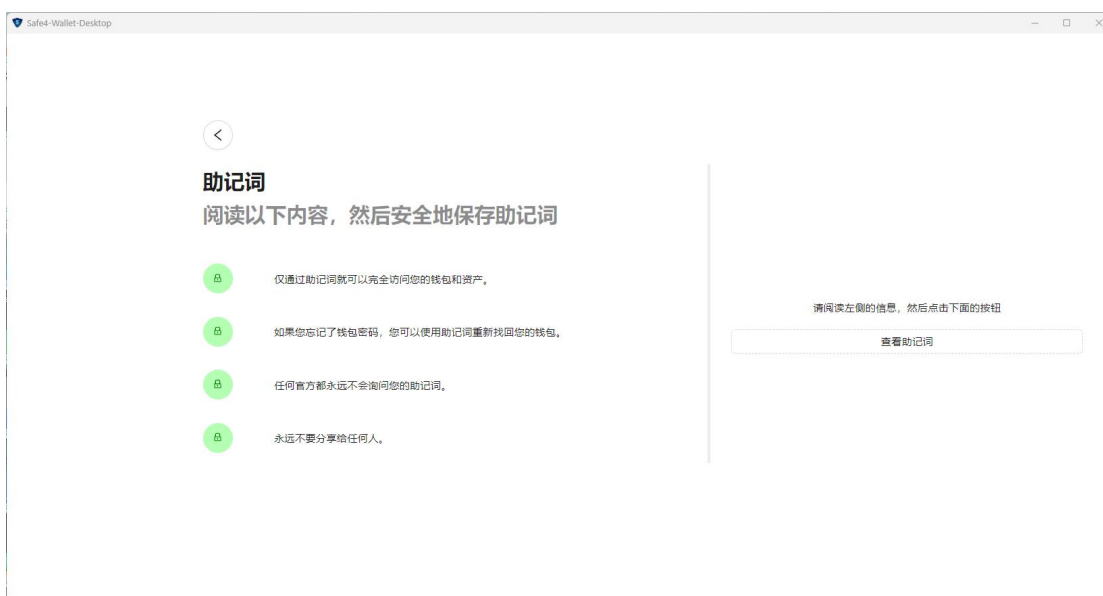 Safe4-Wallet-Desktop
助记词
阅读以下内容，然后安全地保存助记词
仅通过助记词就可以完全访问您的钱包和资产。
如果您忘记了钱包密码，您可以使用助记词重新找回您的钱包。
任何官方都永远不会询问您的助记词。
永远不要分享给任何人。
请阅读左侧的信息，然后点击下面的按钮
查看助记词